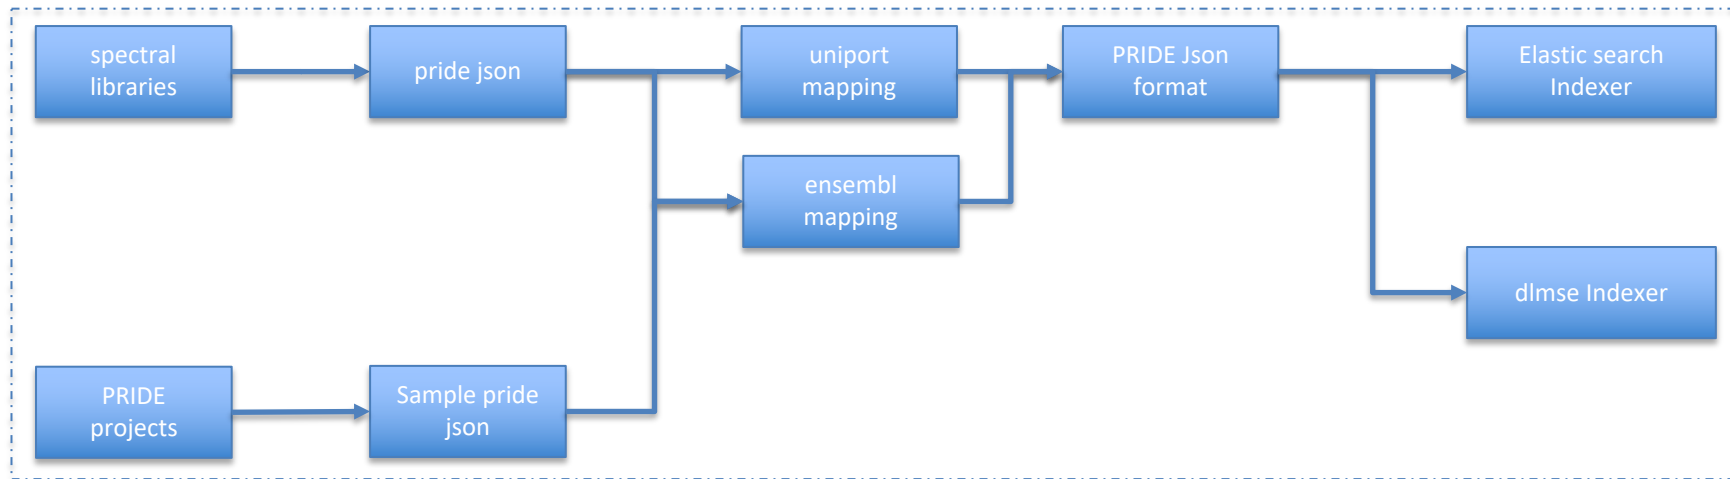 spectral
libraries
pride json
uniport
mapping
PRIDE Json
format
Elastic search
Indexer
ensembl
mapping
dlmse Indexer
PRIDE
projects
Sample pride
json